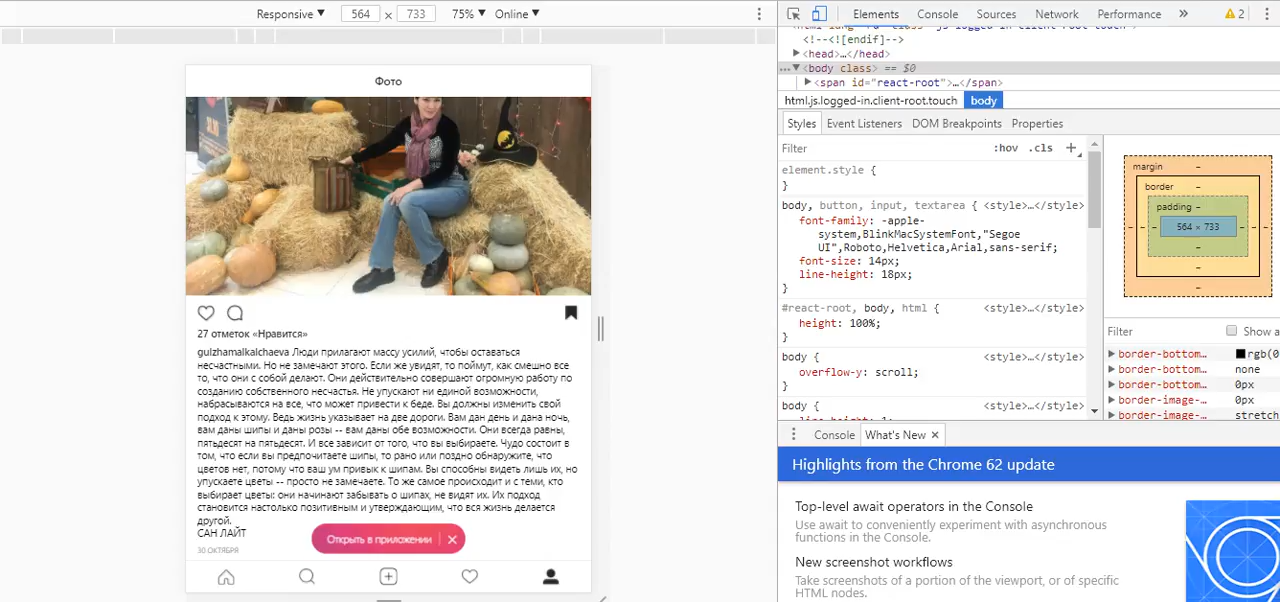 Responsive ▼ 564 × 733 75% ▼ Online ▼
Фото
27 отметок «Нравится»
gulzhamalkalchaeva Люди прилагают массу усилий, чтобы оставаться
несчастными. Но не замечают этого. Если же увидят, то поймут, как смешно все
то, что они с собой делают. Они действительно совершают огромную работу по
созданию собственного несчастья. Не упускают ни единой возможности,
набрасываются на все, что может привести к беде. Вы должны изменить свой
подход к этому. Ведь жизнь указывает на две дороги. Вам дан день и дана ночь,
вам даны шипы и даны розы -- вам даны обе возможности. Они всегда равны,
пятьдесят на пятьдесят. И все зависит от того, что вы выбираете. Чудо состоит в
том, что если вы предпочитаете шипы, то рано или поздно обнаружите, что
цветов нет, потому что ваш ум привык к шипам. Вы способны видеть лишь их, но
упускаете цветы -- просто не замечаете. То же самое происходит и с теми, кто
выбирает цветы: они начинают забывать о шипах, не видят их. Их подход
становится настолько позитивным и утверждающим, что вся жизнь делается
другой.
САН ЛАЙТ
Открыть в приложении
30 ОКТЯБРЯ
Elements Console Sources Network Performance » 2
<!--<![endif]-->
<head>…</head>
<body class> == $0
<span id="react-root">…</span>
html.js.logged-in.client-root.touch body
Styles Event Listeners DOM Breakpoints Properties
Filter :hov .cls +
element.style {
}
body, button, input, textarea { <style>…</style>
font-family: -apple-
system,BlinkMacSystemFont,"Segoe
UI",Roboto,Helvetica,Arial,sans-serif;
font-size: 14px;
line-height: 18px;
}
#react-root, body, html { <style>…</style>
height: 100%;
}
body { <style>…</style>
overflow-y: scroll;
}
body { <style>…</style>
margin –
border –
padding –
564 × 733
–
–
–
Filter Show a
border-bottom… rgb(0
border-bottom… none
border-bottom… 0px
border-image-… 0px
border-image-… stretch
Console What's New ×
Highlights from the Chrome 62 update
Top-level await operators in the Console
Use await to conveniently experiment with asynchronous
functions in the Console.
New screenshot workflows
Take screenshots of a portion of the viewport, or of specific
HTML nodes.